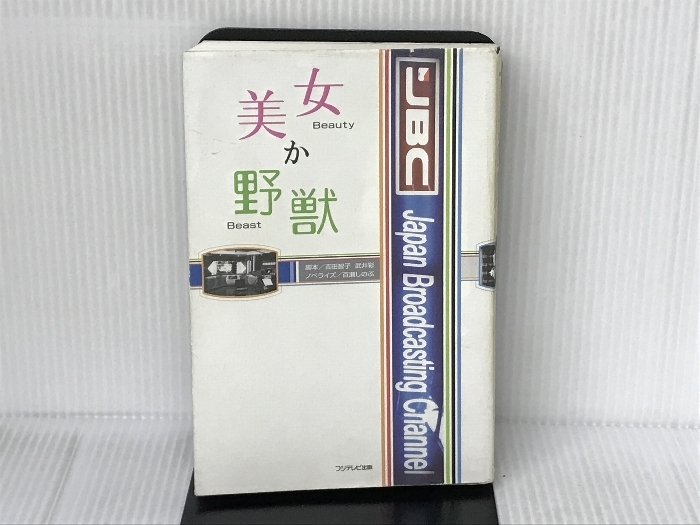 美女
Beauty
か
野獣
Beast
脚本／吉田智子 武井彩
ノベライズ／百瀬しのぶ
フジテレビ出版
JBC
Japan Broadcasting Channel